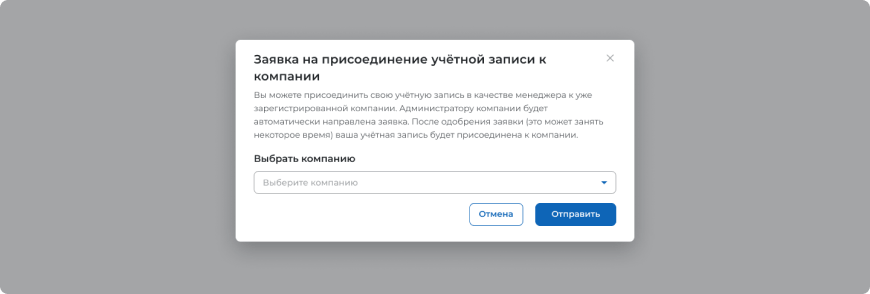 Заявка на присоединение учётной записи к
компании
Вы можете присоединить свою учётную запись в качестве менеджера к уже
зарегистрированной компании. Администратору компании будет
автоматически направлена заявка. После одобрения заявки (это может занять
некоторое время) ваша учётная запись будет присоединена к компании.
Выбрать компанию
Выберите компанию
Отмена
Отправить